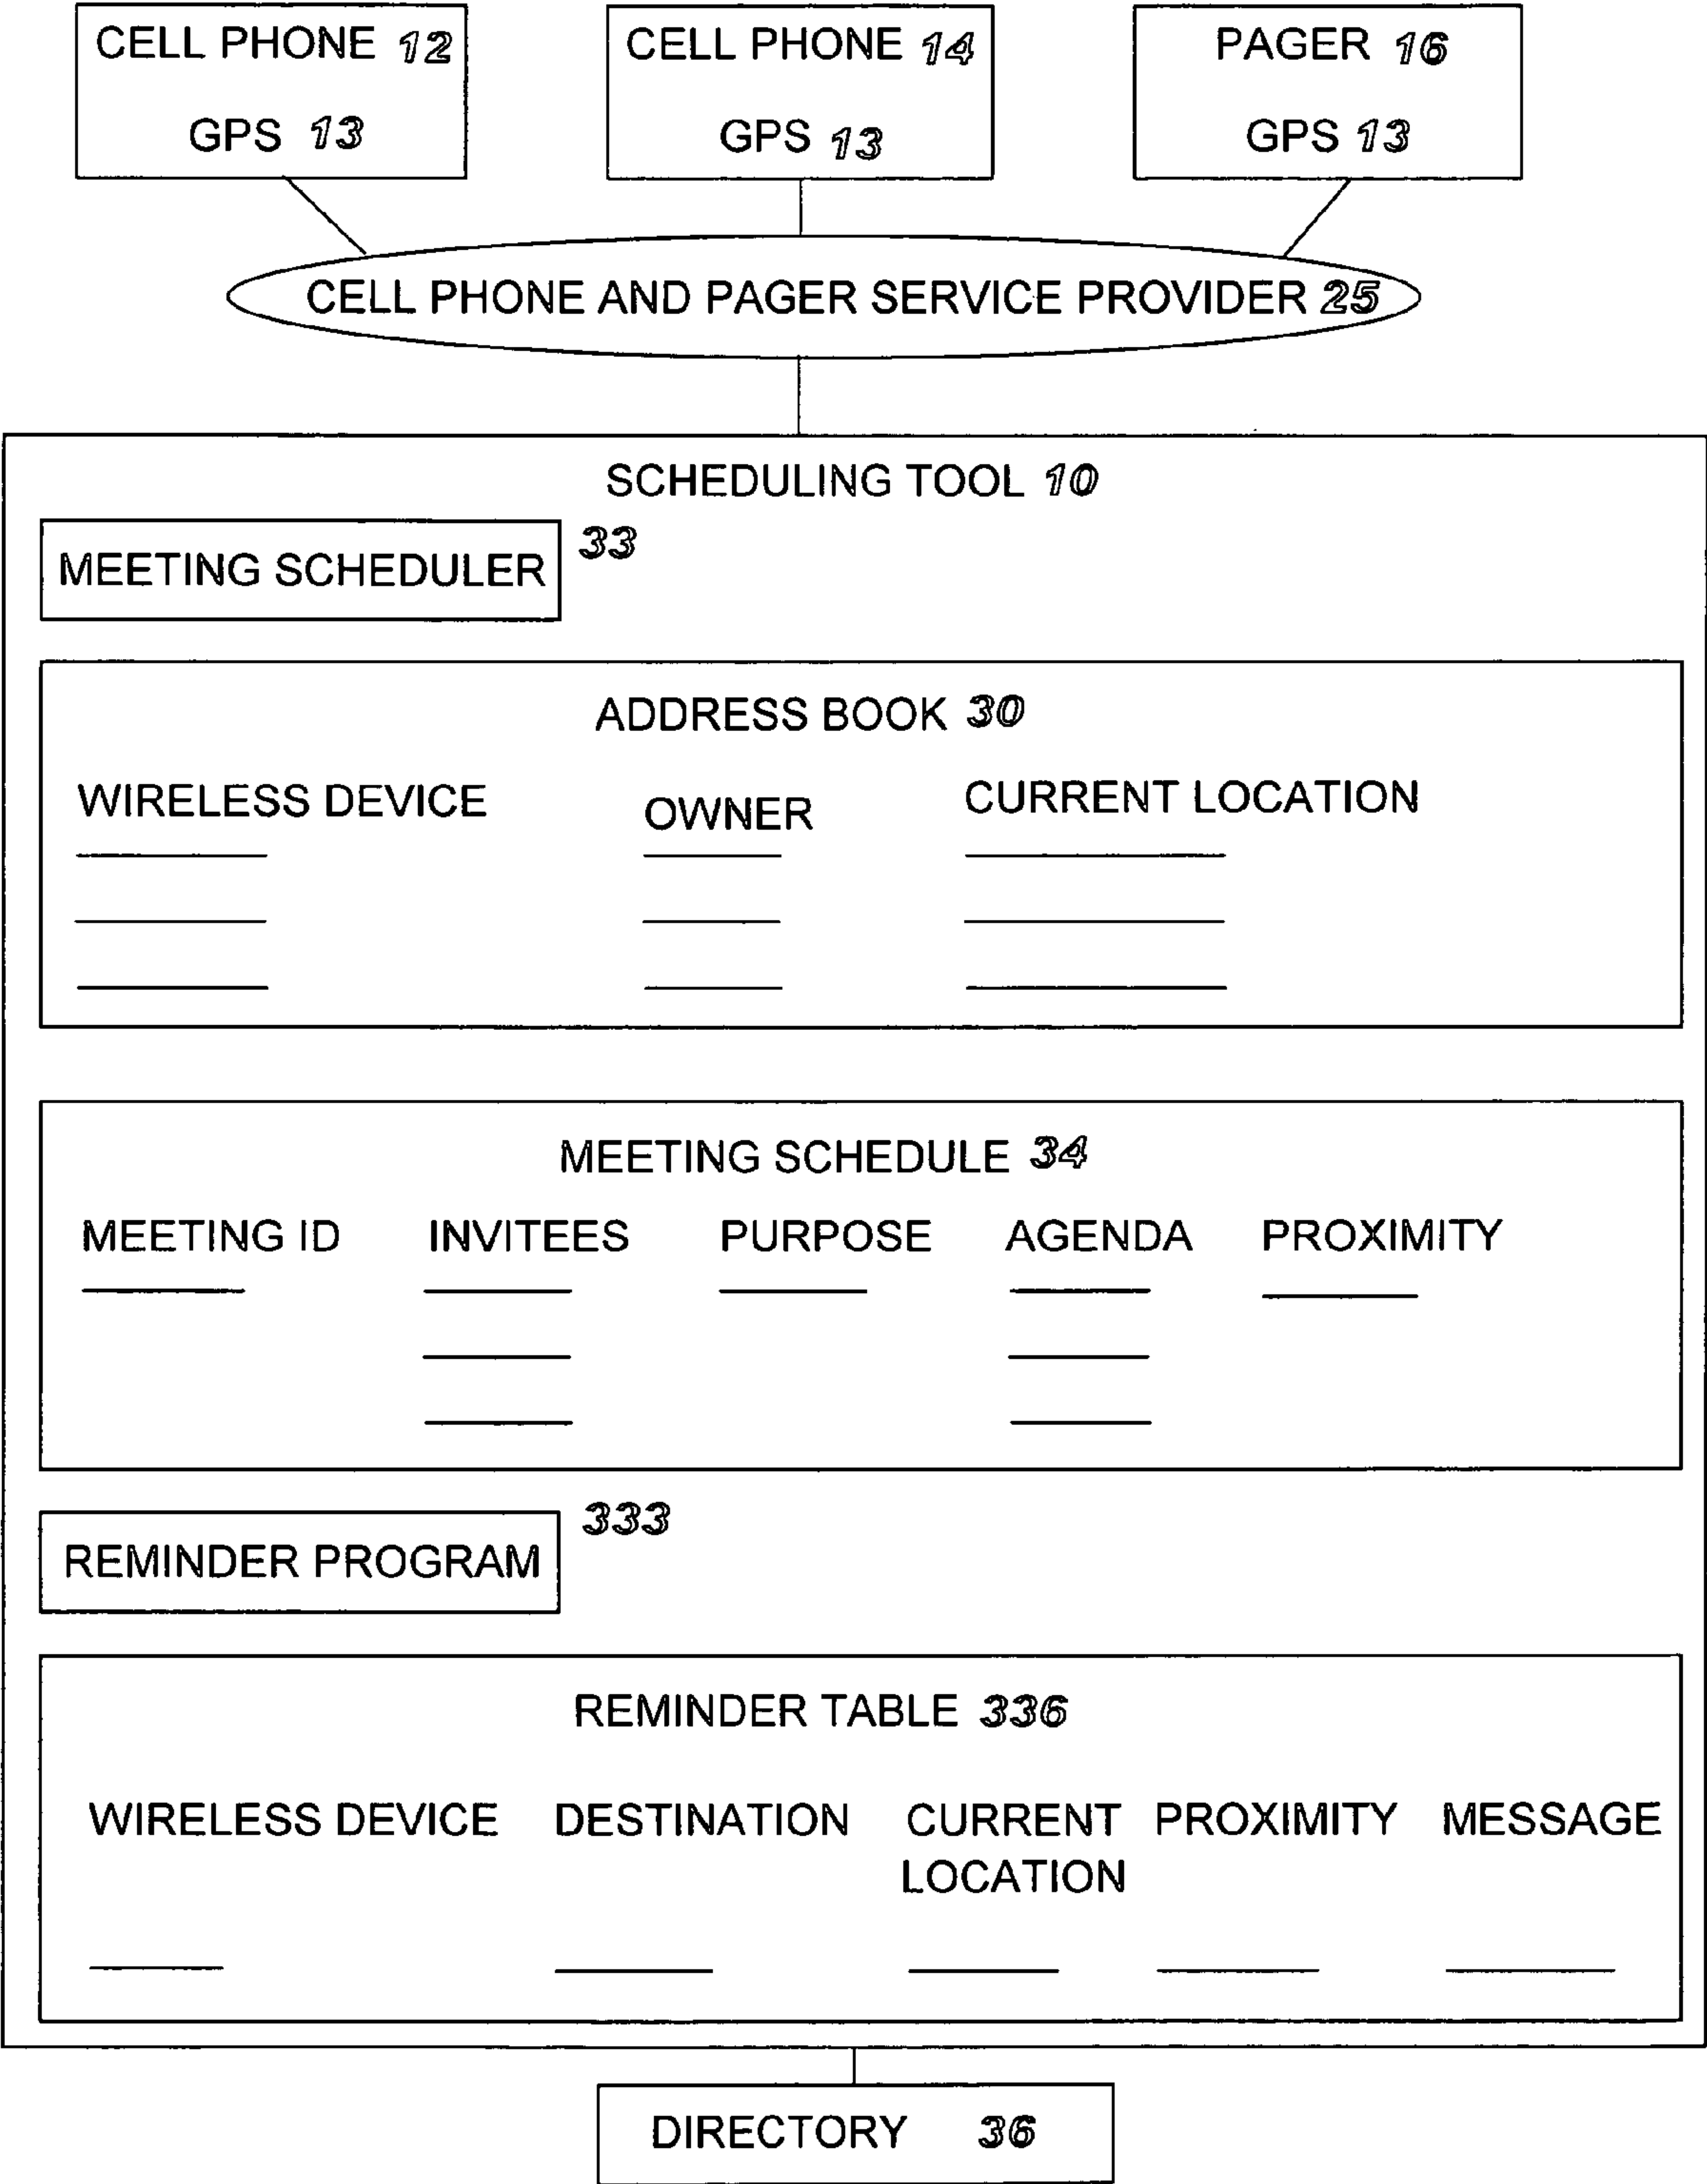 CELL PHONE 12
GPS 13
CELL PHONE 14
GPS 13
PAGER 16
GPS 13
CELL PHONE AND PAGER SERVICE PROVIDER 25
SCHEDULING TOOL 10
MEETING SCHEDULER
33
ADDRESS BOOK 30
WIRELESS DEVICE OWNER CURRENT LOCATION
MEETING SCHEDULE 34
MEETING ID INVITEES PURPOSE AGENDA PROXIMITY
REMINDER PROGRAM
333
REMINDER TABLE 336
WIRELESS DEVICE DESTINATION CURRENT PROXIMITY MESSAGE
LOCATION
DIRECTORY 36